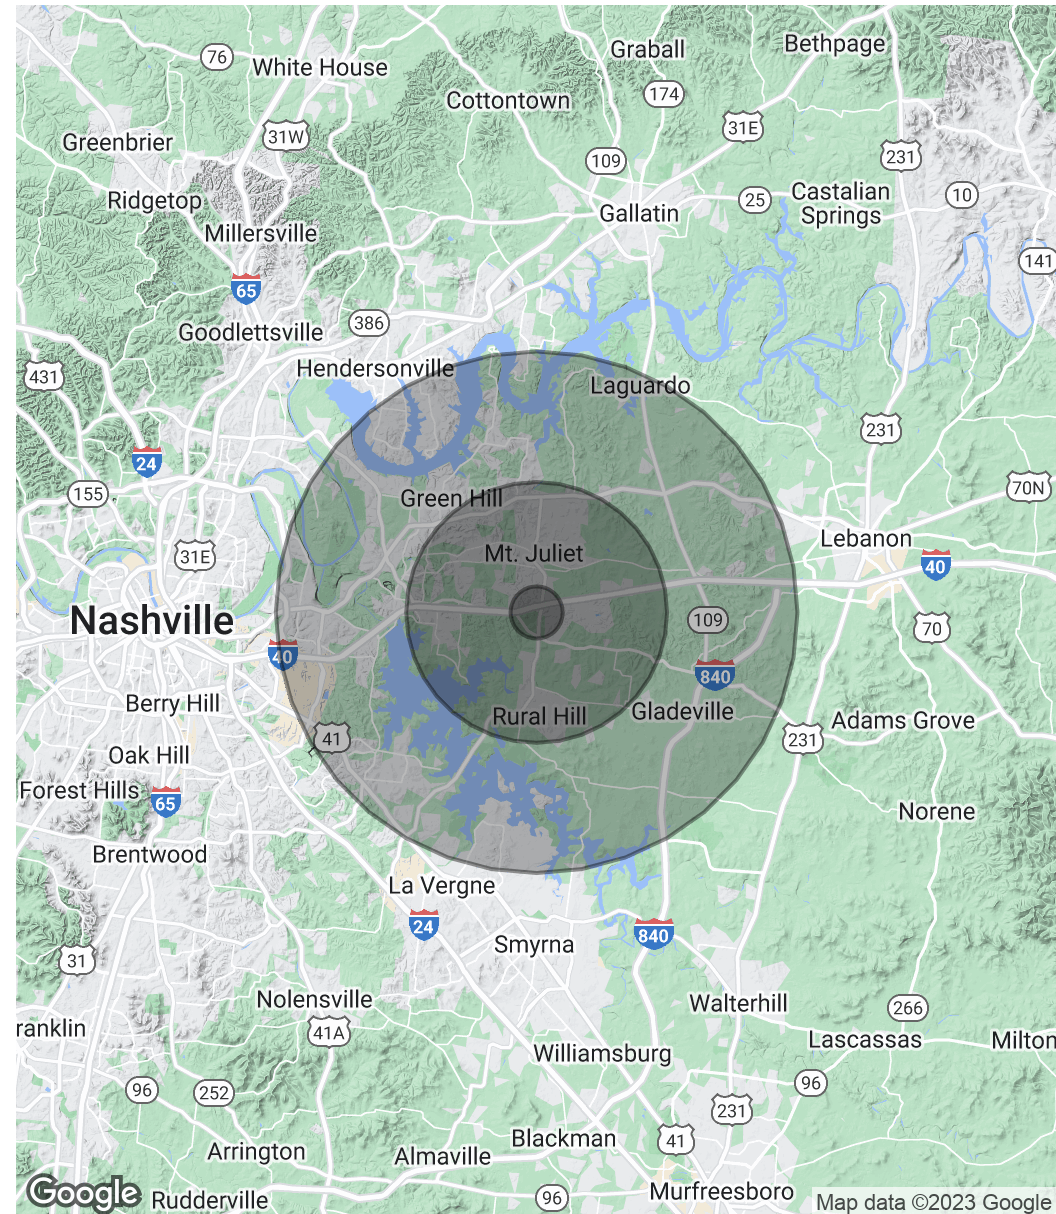 Graball
Bethpage
76
White House
Cottontown
174
31E
31W
Greenbrier
109
231
Ridgetop
25
Castalian
Springs
10
Gallatin
Millersville
141
65
386
Goodlettsville
Hendersonville
431
Laguardo
231
24
155
Green Hill
70N
Lebanon
31E
Mt. Juliet
40
Nashville
109
70
40
840
Berry Hill
Rural Hill
Gladeville
Adams Grove
41
231
Oak Hill
Forest Hills
65
Norene
Brentwood
La Vergne
24
840
Smyrna
31
Nolensville
Walterhill
266
ranklin
41A
Lascassas
Milton
Williamsburg
96
252
96
231
Blackman
41
Arrington
Almaville
Google
Rudderville
96
Murfreesboro
Map data ©2023 Google